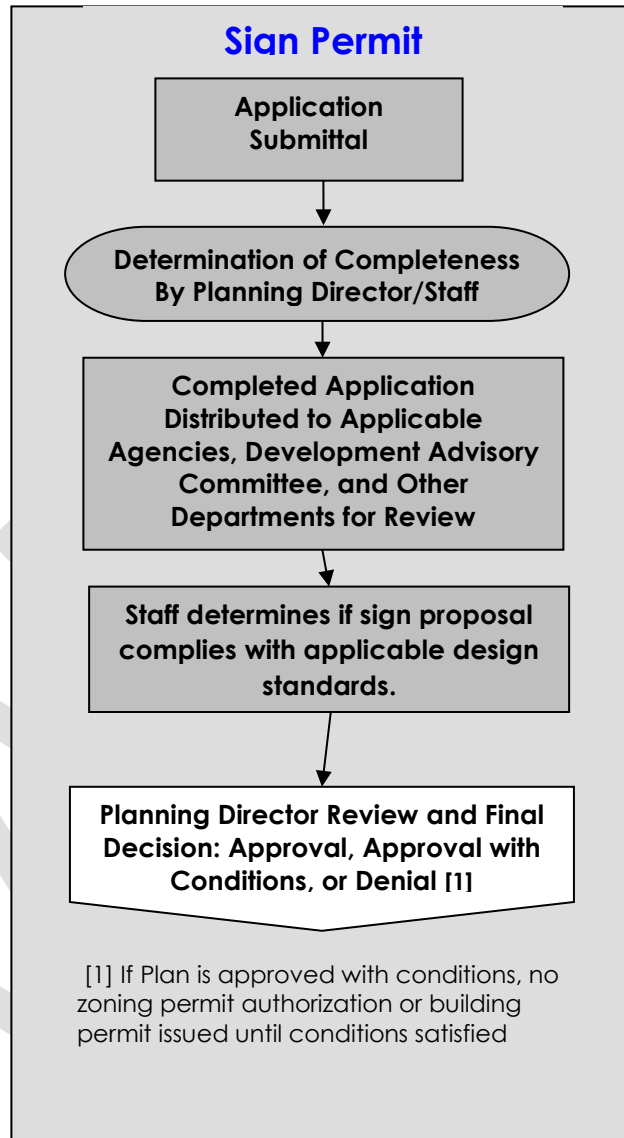 Sign Permit
Application
Submittal
Determination of Completeness
By Planning Director/Staff
Completed Application
Distributed to Applicable
Agencies, Development Advisory
Committee, and Other
Departments for Review
Staff determines if sign proposal
complies with applicable design
standards.
Planning Director Review and Final
Decision: Approval, Approval with
Conditions, or Denial [1]
[1] If Plan is approved with conditions, no
zoning permit authorization or building
permit issued until conditions satisfied